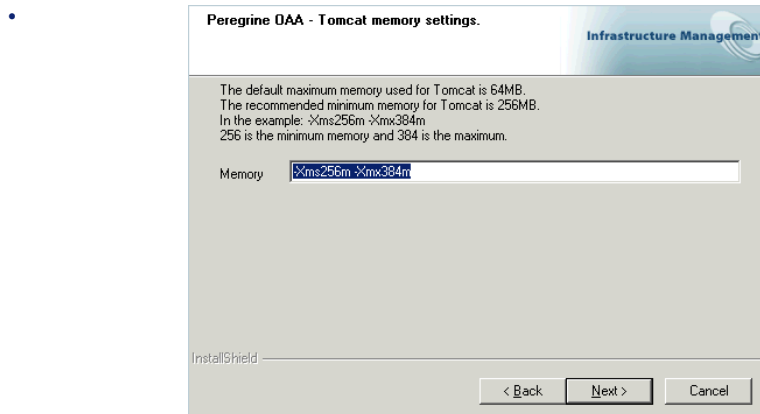 Peregrine OAA - Tomcat memory settings.
Infrastructure Management
The default maximum memory used for Tomcat is 64MB.
The recommended minimum memory for Tomcat is 256MB.
In the example: -Xms256m -Xmx384m
256 is the minimum memory and 384 is the maximum.
Memory -Xms256m -Xmx384m
InstallShield
< Back Next > Cancel